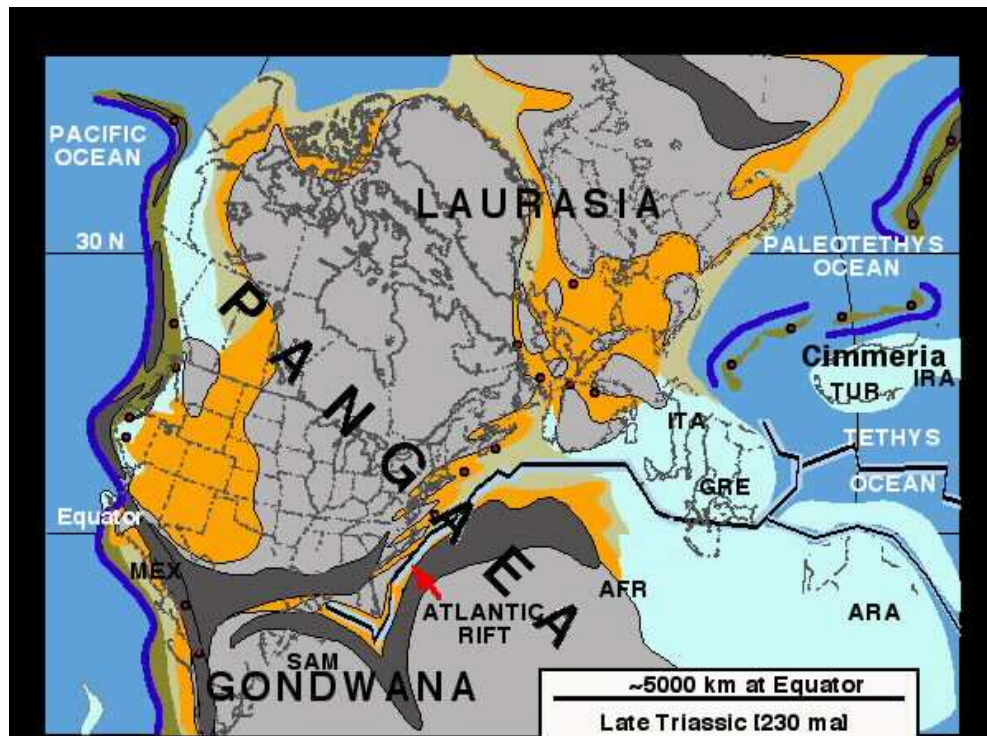 PACIFIC
OCEAN
LAURASIA
30 N
PALEOTETHYS
OCEAN
PANGAEA
Cimmeria
TUR
IRA
ITA
TETHYS
OCEAN
GRE
Equator
MEX
AFR
ATLANTIC
RIFT
ARA
SAM
GONDWANA
~5000 km at Equator
Late Triassic [230 ma]